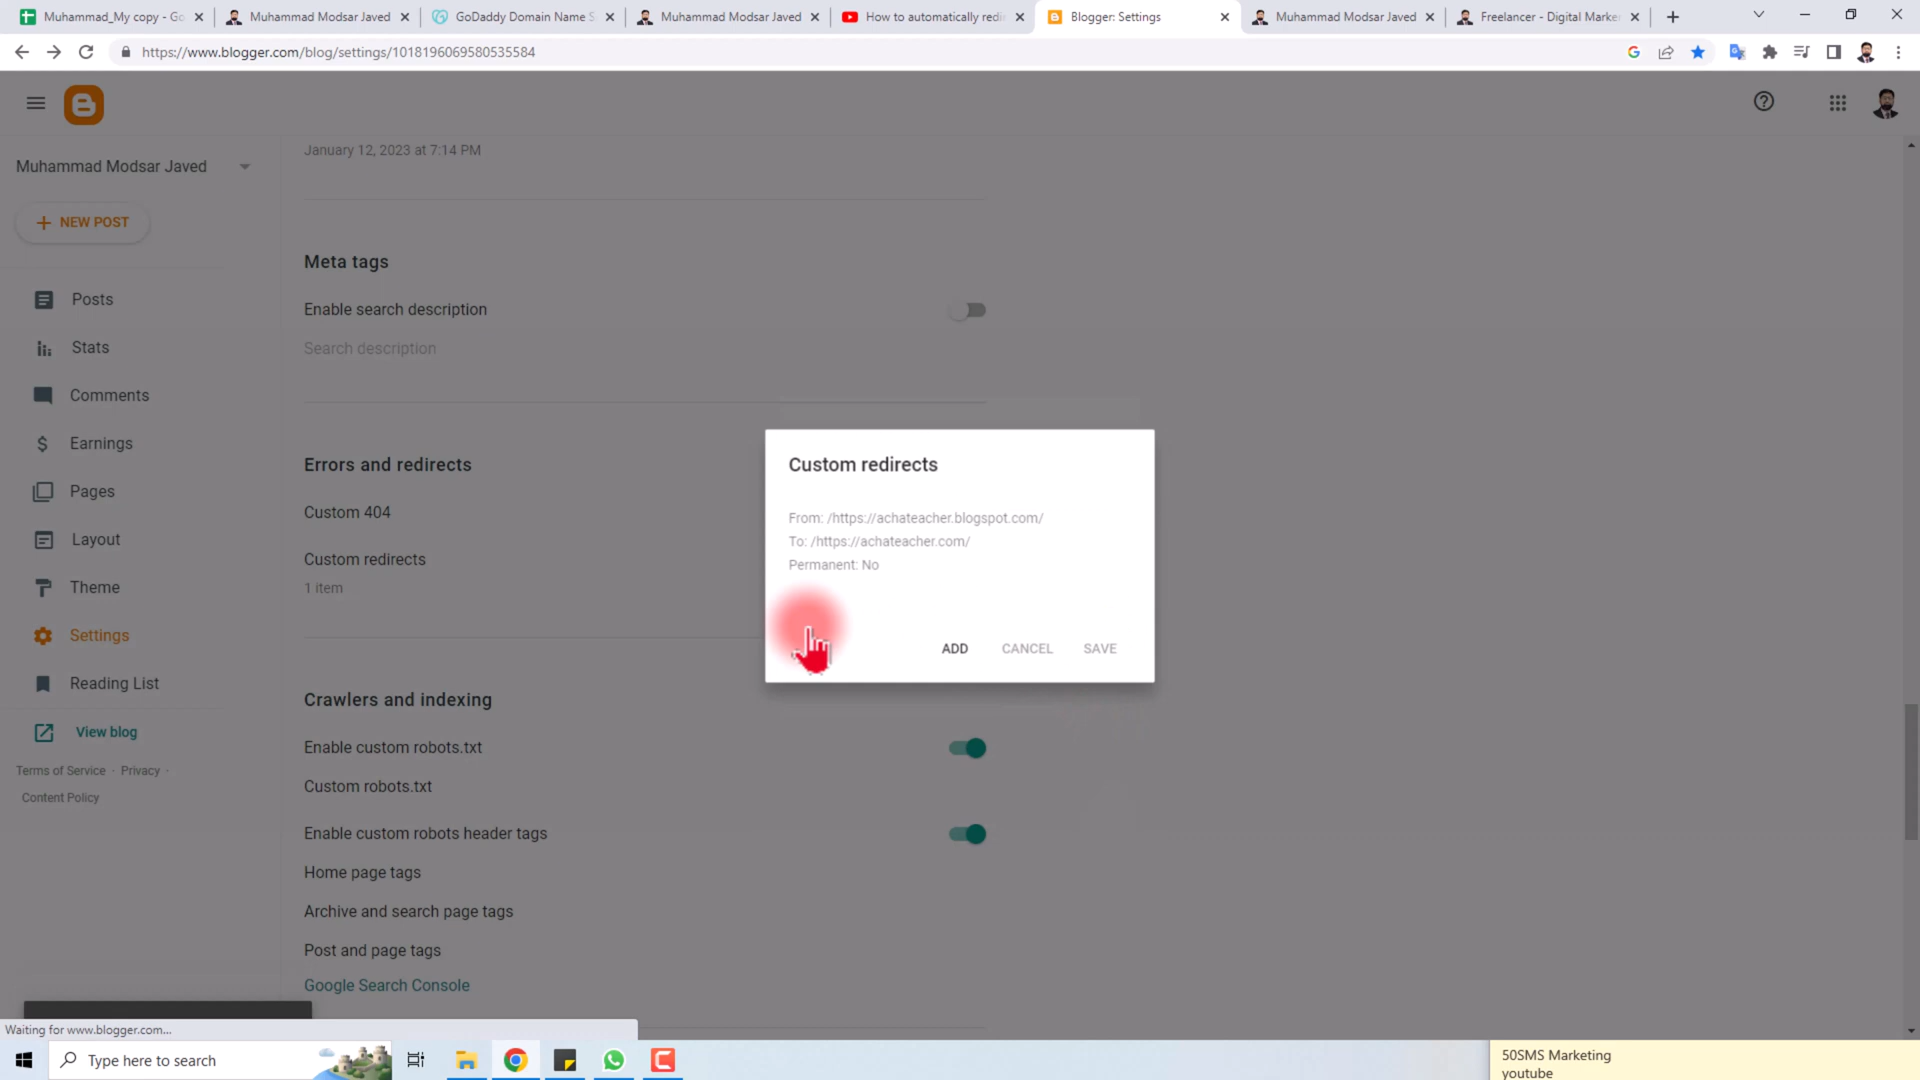 Muhammad_My copy - Go
Muhammad Modsar Javed
GoDaddy Domain Name S
Muhammad Modsar Javed
How to automatically redi
Blogger: Settings
Muhammad Modsar Javed
Freelancer - Digital Marke
https://www.blogger.com/blog/settings/1018196069580535584
Muhammad Modsar Javed
NEW POST
Posts
Stats
Comments
Earnings
Pages
Layout
Theme
Settings
Reading List
View blog
Terms of Service · Privacy ·
Content Policy
January 12, 2023 at 7:14 PM
Meta tags
Enable search description
Search description
Errors and redirects
Custom 404
Custom redirects
1 item
Crawlers and indexing
Enable custom robots.txt
Custom robots.txt
Enable custom robots header tags
Home page tags
Archive and search page tags
Post and page tags
Google Search Console
Custom redirects
From: /https://achateacher.blogspot.com/
To: /https://achateacher.com/
Permanent: No
ADD CANCEL SAVE
Waiting for www.blogger.com...
Type here to search
50SMS Marketing
youtube